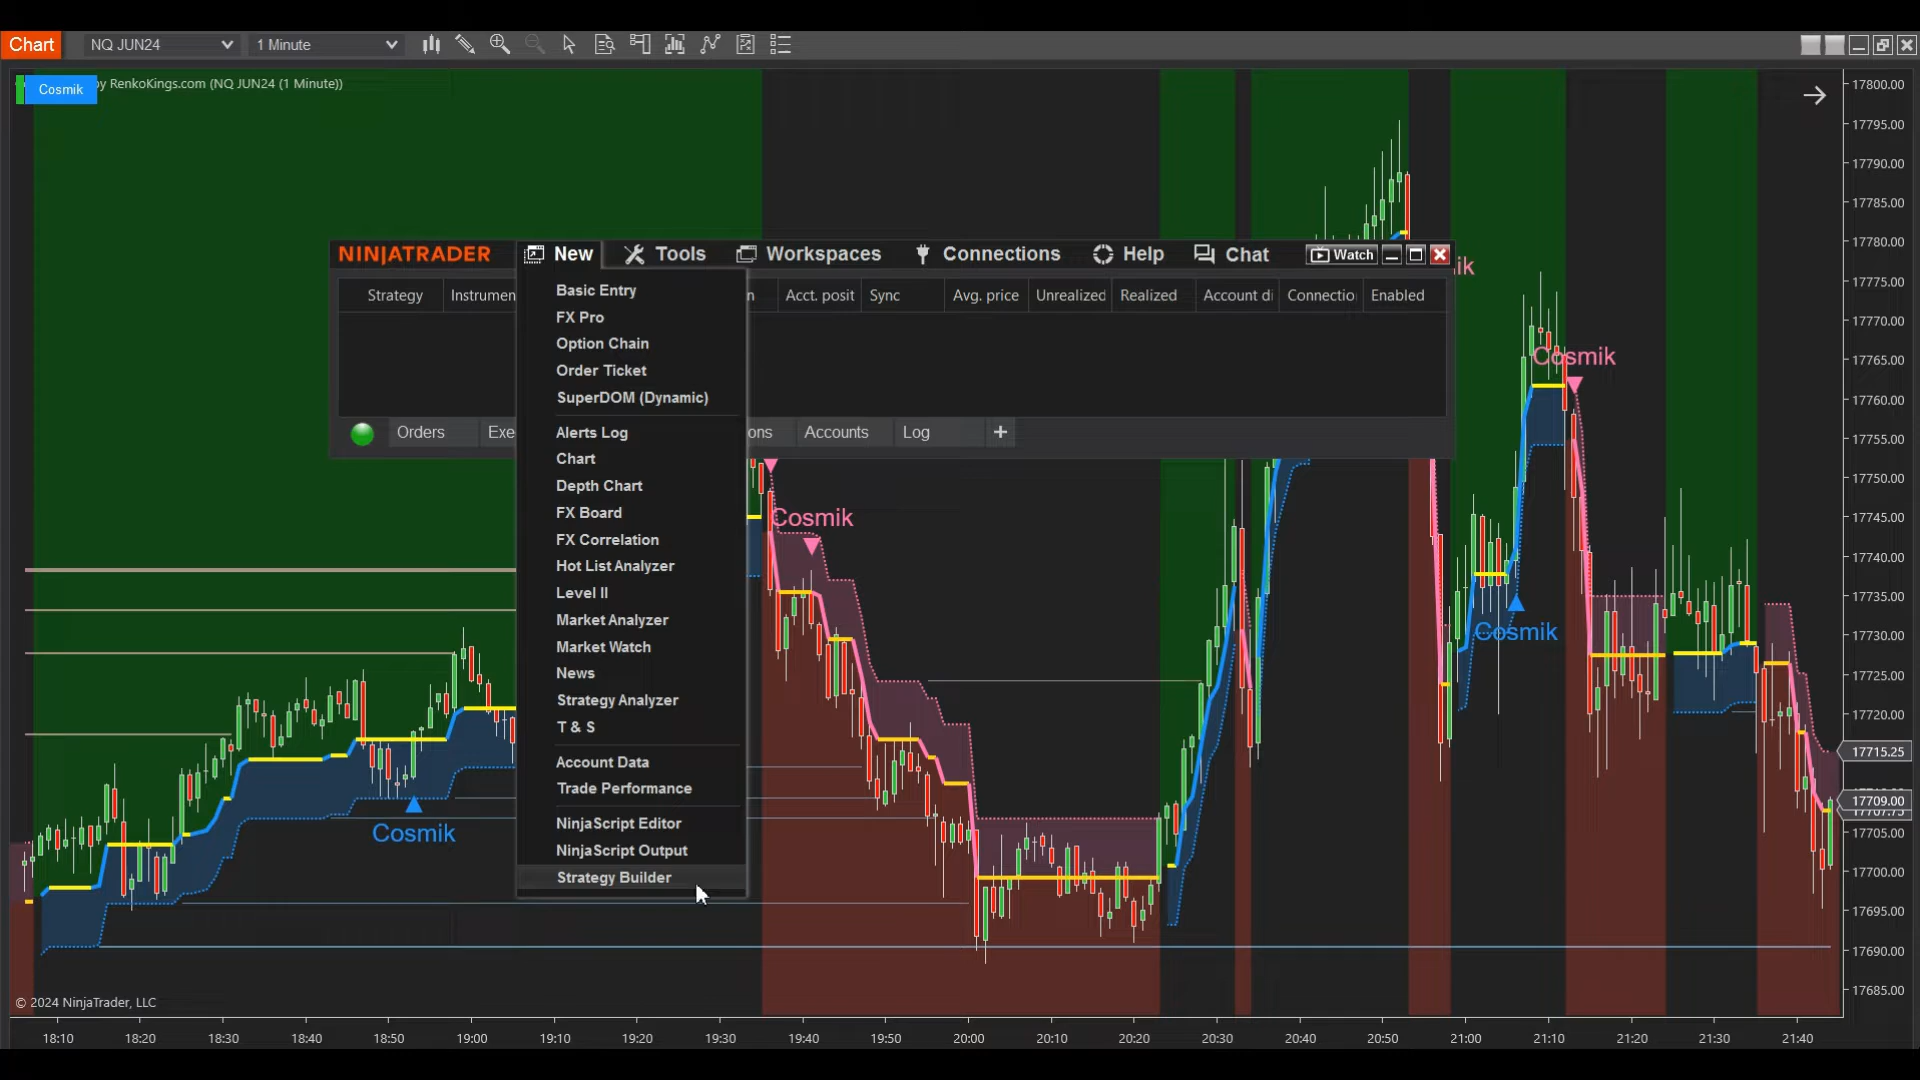 Chart
NQ JUN24
1 Minute
Cosmik
by RenkoKings.com (NQ JUN24 (1 Minute))
NINJATRADER
New
Tools
Workspaces
Connections
Help
Chat
Watch
Strategy
Instrumen
n
Acct. posit
Sync
Avg. price
Unrealized
Realized
Account di
Connectio
Enabled
Orders
Exe
ons
Accounts
Log
+
Basic Entry
FX Pro
Option Chain
Order Ticket
SuperDOM (Dynamic)
Alerts Log
Chart
Depth Chart
FX Board
FX Correlation
Hot List Analyzer
Level II
Market Analyzer
Market Watch
News
Strategy Analyzer
T & S
Account Data
Trade Performance
NinjaScript Editor
NinjaScript Output
Strategy Builder
ik
Cosmik
Cosmik
Cosmik
Cosmik
17800.00
17795.00
17790.00
17785.00
17780.00
17775.00
17770.00
17765.00
17760.00
17755.00
17750.00
17745.00
17740.00
17735.00
17730.00
17725.00
17720.00
17715.25
17709.00
17707.75
17705.00
17700.00
17695.00
17690.00
17685.00
© 2024 NinjaTrader, LLC
18:10
18:20
18:30
18:40
18:50
19:00
19:10
19:20
19:30
19:40
19:50
20:00
20:10
20:20
20:30
20:40
20:50
21:00
21:10
21:20
21:30
21:40